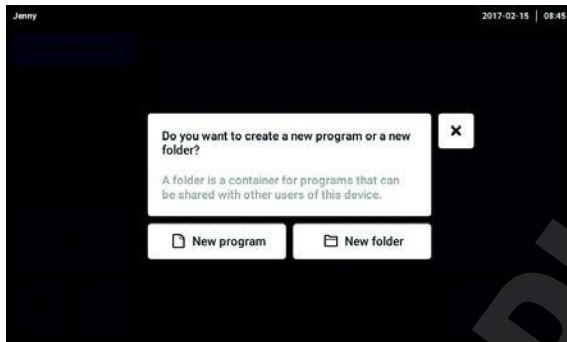 Jenny
2017-02-15 | 08:45
Do you want to create a new program or a new
folder?
A folder is a container for programs that can
be shared with other users of this device.
New program
New folder